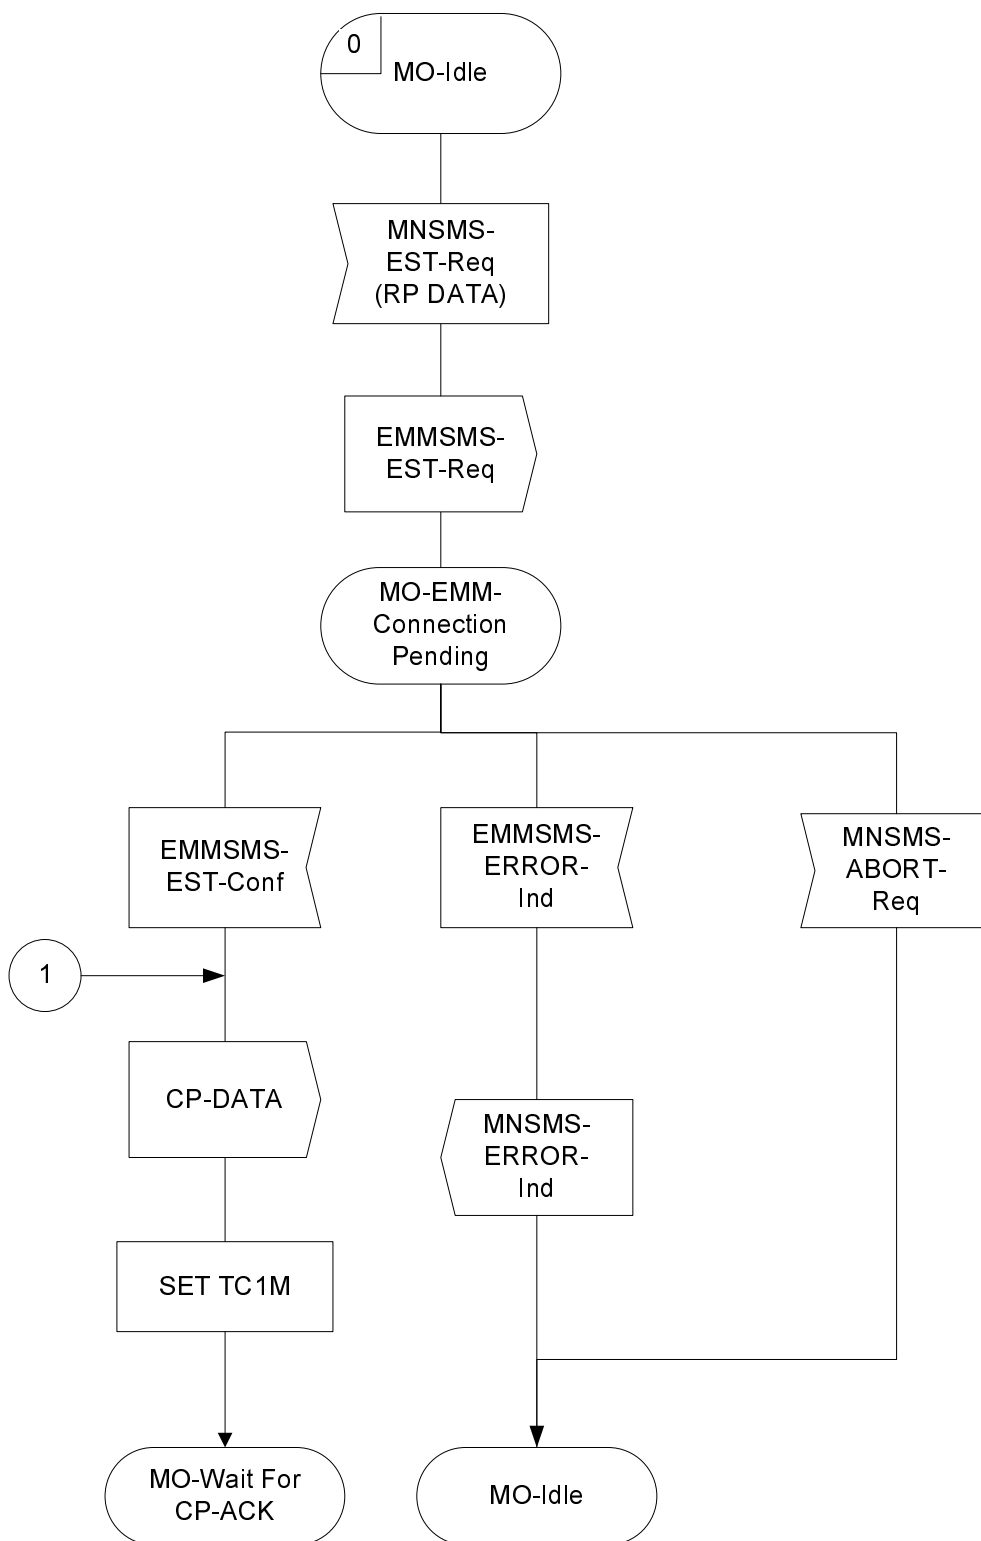 0
MO-Idle
MNSMS-
EST-Req
(RP DATA)
EMMSMS-
EST-Req
MO-EMM-
Connection
Pending
EMMSMS-
EST-Conf
EMMSMS-
ERROR-
Ind
MNSMS-
ABORT-
Req
1
CP-DATA
MNSMS-
ERROR-
Ind
SET TC1M
MO-Wait For
CP-ACK
MO-Idle